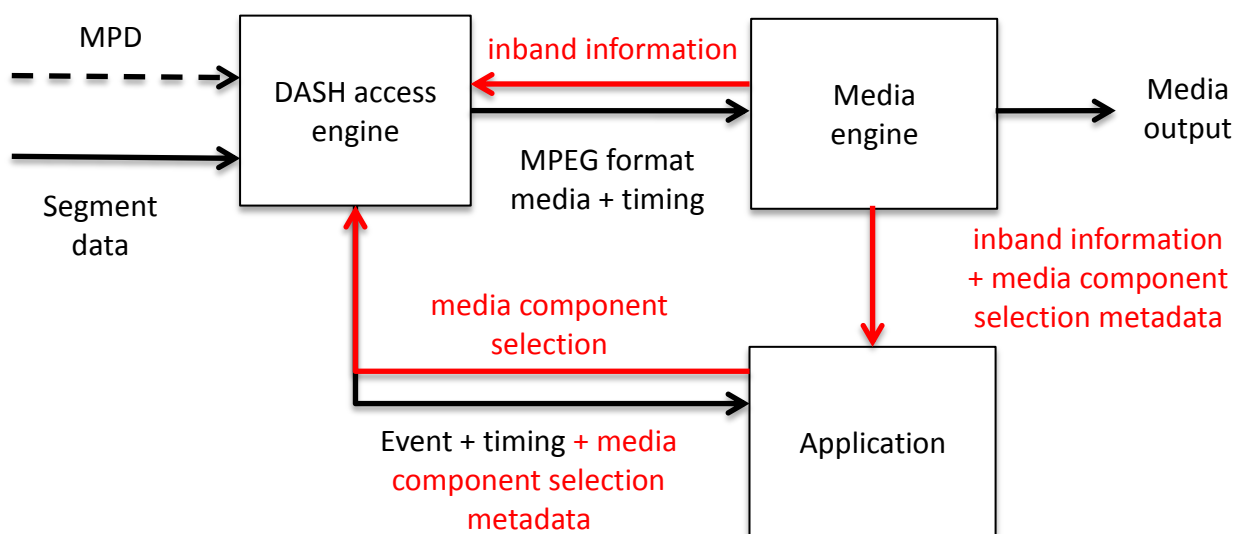 MPD
Segment
data
DASH access
engine
inband information
MPEG format
media + timing
Media
engine
Media
output
inband information
+ media component
selection metadata
media component
selection
Event + timing + media
component selection
metadata
Application